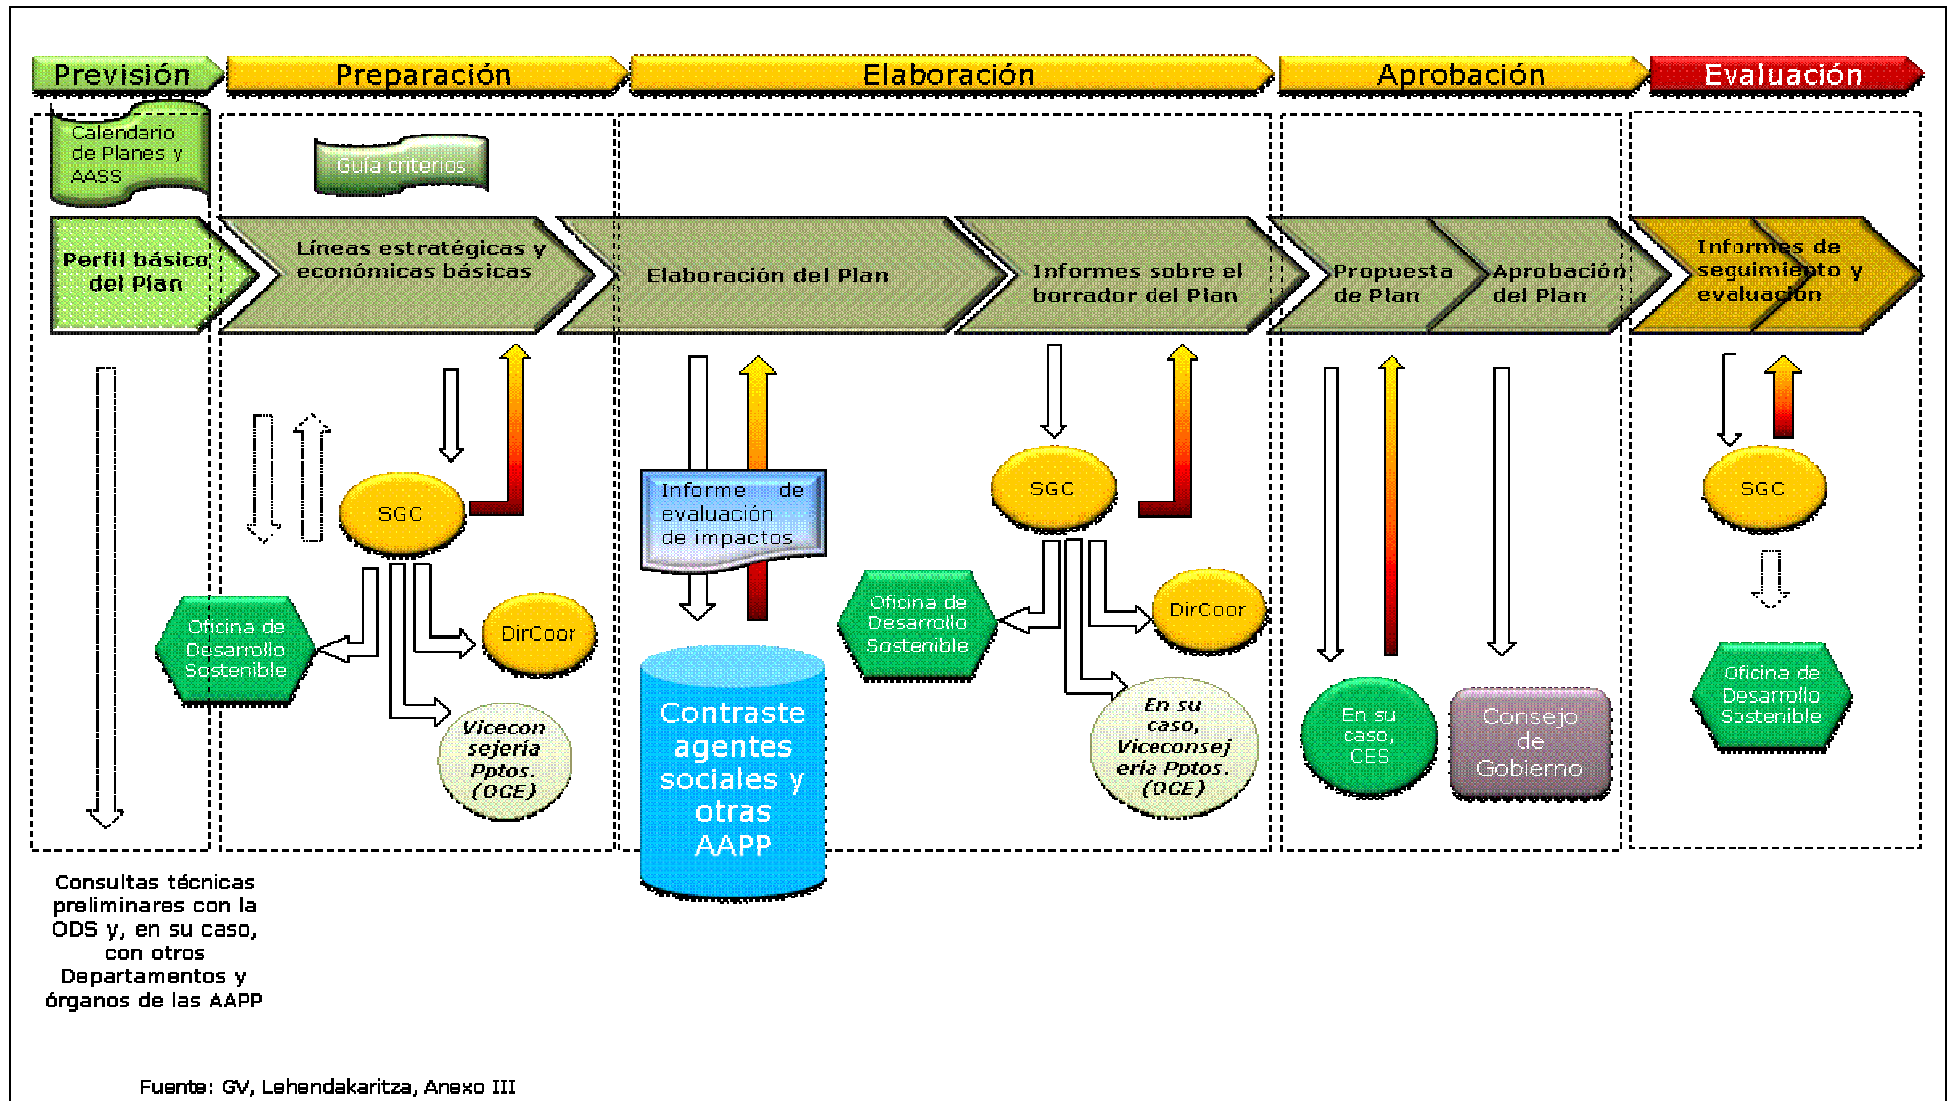 Previsión
Preparación
Elaboración
Aprobación
Evaluación
Calendario
de Planes y
AASS
Guía criterios
Perfil básico
del Plan
Líneas estratégicas y
económicas básicas
Elaboración del Plan
Informes sobre el
borrador del Plan
Propuesta
de Plan
Aprobación
del Plan
Informes de
seguimiento y
evaluación
SGC
Oficina de
Desarrollo
Sostenible
DirCoor
Vicecon
sejería
Pptos.
(OCE)
Informe de
evaluación
de impactos
Contraste
agentes
sociales y
otras
AAPP
SGC
Oficina de
Desarrollo
Sostenible
DirCoor
En su
caso,
Viceconsej
ería Pptos.
(OCE)
En su
caso,
CES
Consejo
de
Gobierno
SGC
Oficina de
Desarrollo
Sostenible
Consultas técnicas
preliminares con la
ODS y, en su caso,
con otros
Departamentos y
órganos de las AAPP
Fuente: GV, Lehendakaritza, Anexo III